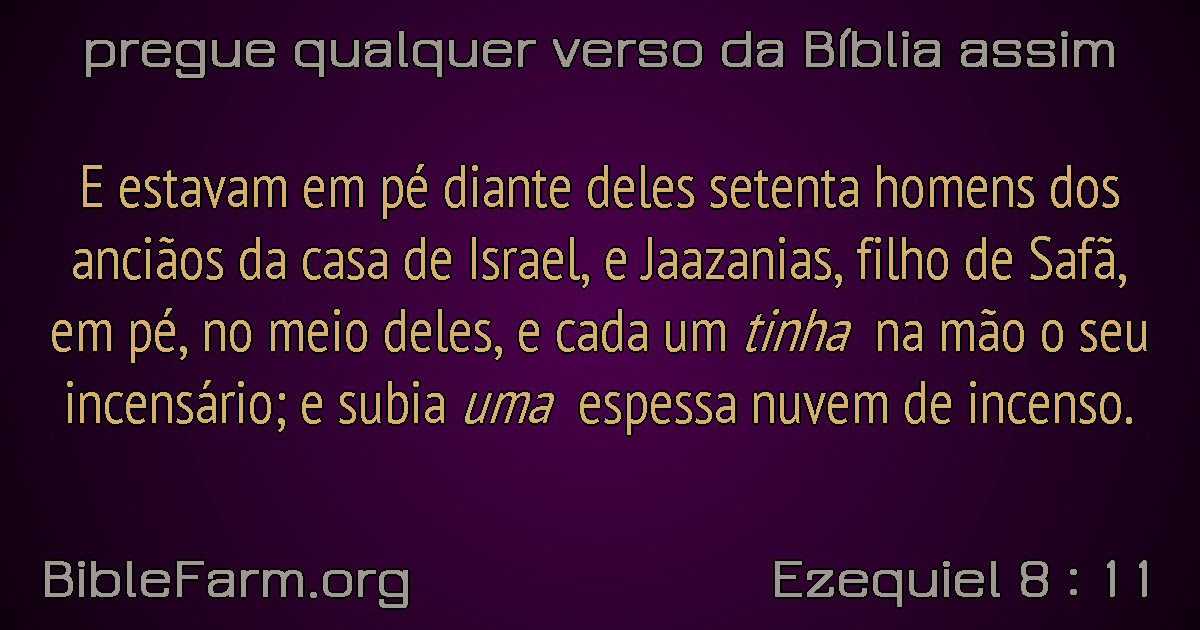 pregue qualquer verso da Bíblia assim
E estavam em pé diante deles setenta homens dos
anciãos da casa de Israel, e Jaazanias, filho de Safã,
em pé, no meio deles, e cada um tinha na mão o seu
incensário; e subia uma espessa nuvem de incenso.
BibleFarm.org
Ezequiel 8 : 11